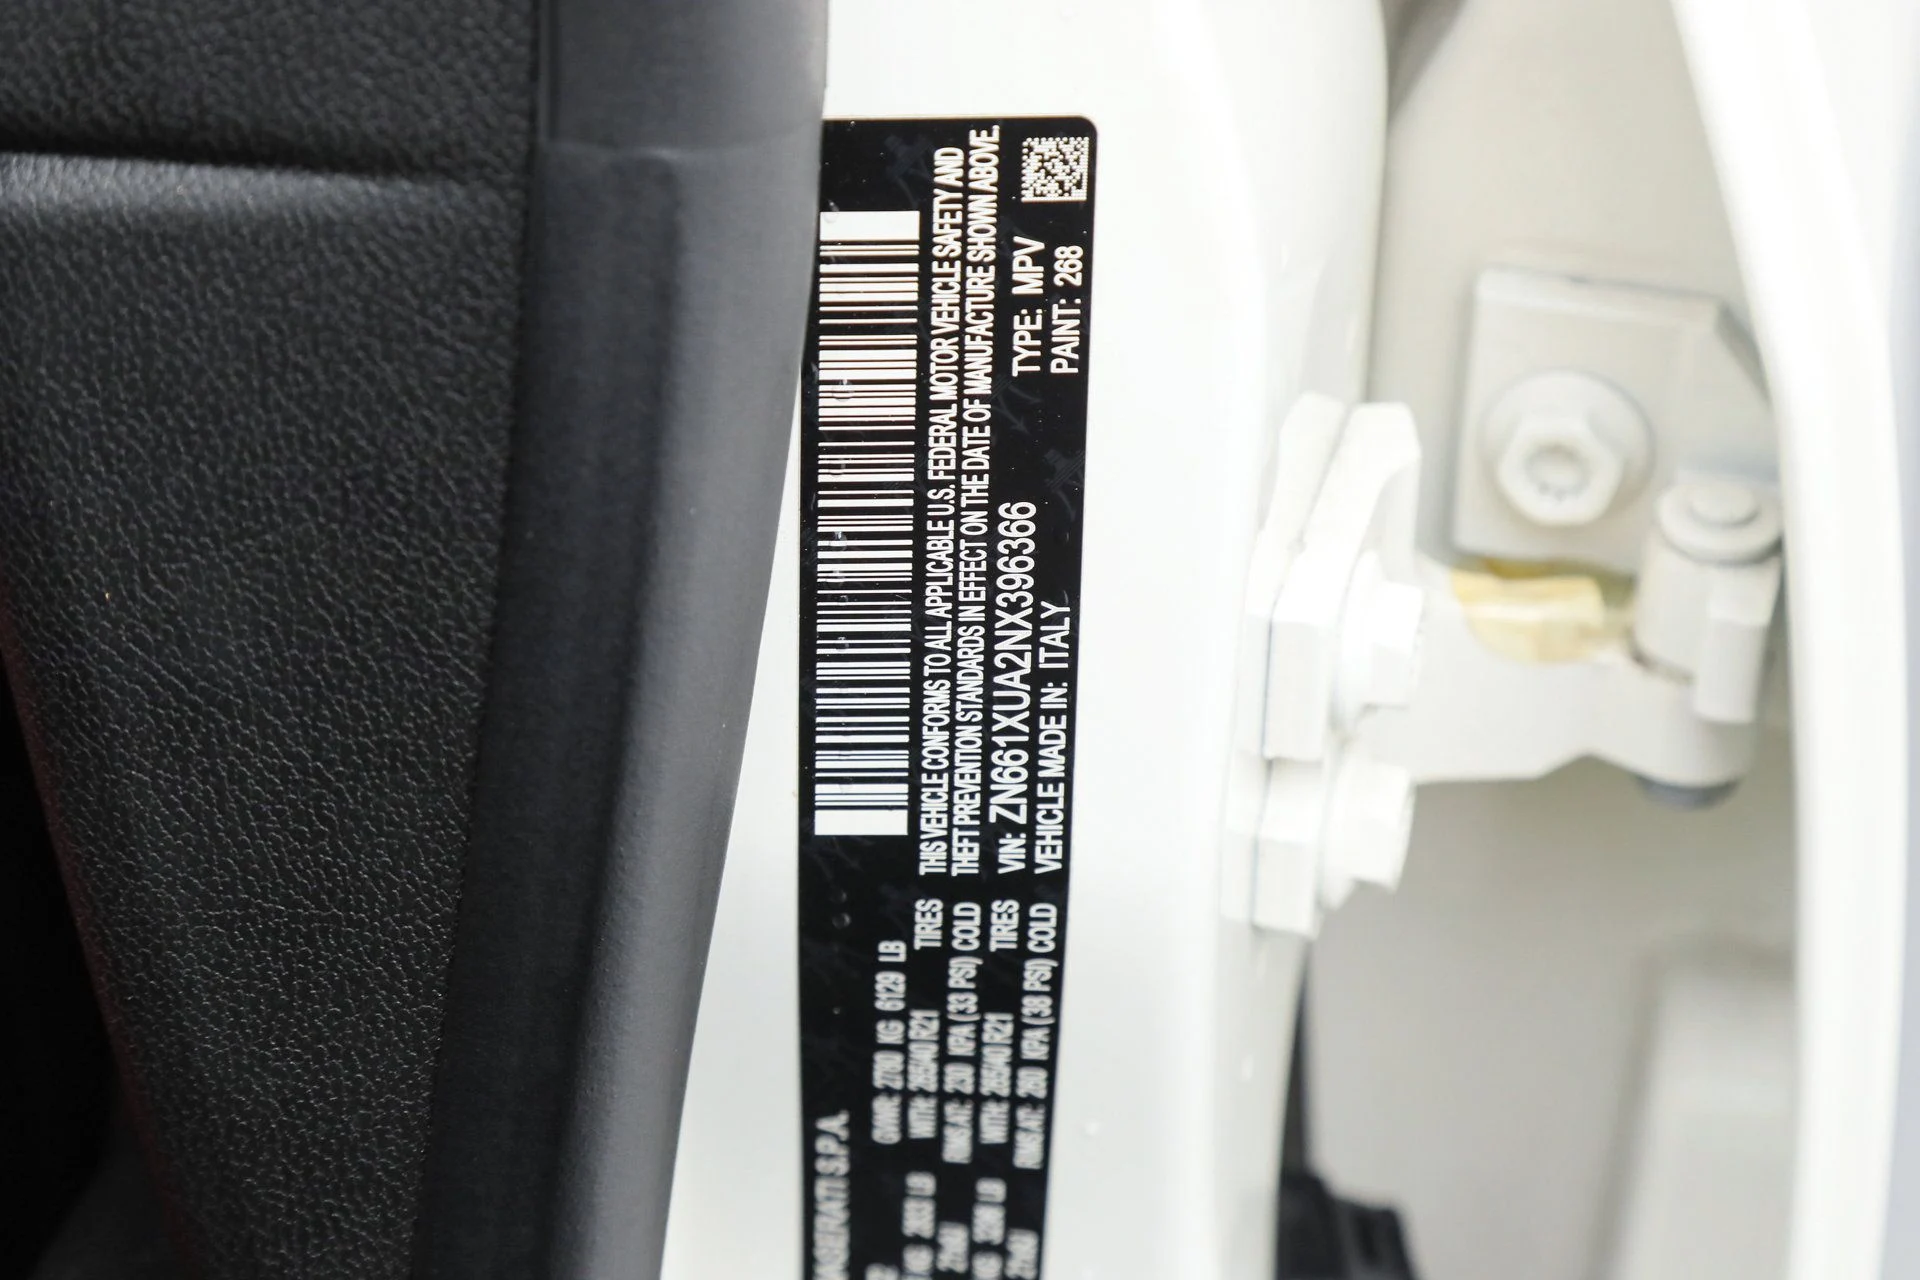 MASERATI S.P.A.
GVWR: 2780 KG 6129 LB
WITH: 265/40 R21 TIRES
RIMS AT: 230 KPA (33 PSI) COLD
WITH: 265/40 R21 TIRES
RIMS AT: 260 KPA (38 PSI) COLD
THIS VEHICLE CONFORMS TO ALL APPLICABLE U.S. FEDERAL MOTOR VEHICLE SAFETY AND
THEFT PREVENTION STANDARDS IN EFFECT ON THE DATE OF MANUFACTURE SHOWN ABOVE.
VIN: ZN661XUA2NX396366
TYPE: MPV
VEHICLE MADE IN: ITALY
PAINT: 268